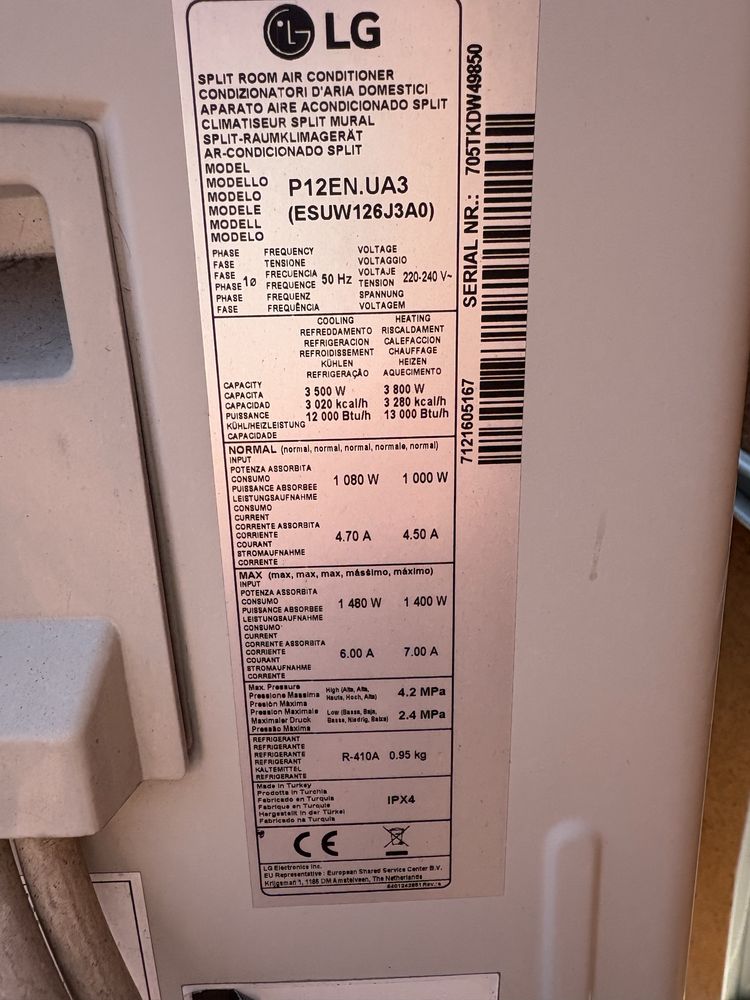 LG
SPLIT ROOM AIR CONDITIONER
CONDIZIONATORI D'ARIA DOMESTICI
APARATO AIRE ACONDICIONADO SPLIT
CLIMATISEUR SPLIT MURAL
SPLIT-RAUMKLIMAGERÄT
AR-CONDICIONADO SPLIT
MODEL
MODELLO
MODELO
MODELE
MODELL
MODELO
P12EN.UA3
(ESUW126J3A0)
PHASE
FASE
FASE
PHASE
PHASE
FASE
1ø
FREQUENCY
TENSIONE
FRECUENCIA
FREQUENCE
FREQUENZ
FREQUÊNCIA
50 Hz
VOLTAGE
VOLTAGGIO
VOLTAJE
TENSION
SPANNUNG
VOLTAGEM
220-240 V~
COOLING
REFREDDAMENTO
REFRIGERACION
REFROIDISSEMENT
KÜHLEN
REFRIGERAÇÃO
HEATING
RISCALDAMENT
CALEFACCION
CHAUFFAGE
HEIZEN
AQUECIMENTO
CAPACITY
CAPACITA
CAPACIDAD
PUISSANCE
KÜHL/HEIZLEISTUNG
CAPACIDADE
3 500 W 3 800 W
3 020 kcal/h 3 280 kcal/h
12 000 Btu/h 13 000 Btu/h
NORMAL (normal, normal, normal, normale, normal)
INPUT
POTENZA ASSORBITA
CONSUMO
PUISSANCE ABSORBEE
LEISTUNGSAUFNAHME
CONSUMO
1 080 W 1 000 W
CURRENT
CORRENTE ASSORBITA
CORRIENTE
COURANT
STROMAUFNAHME
CORRENTE
4.70 A 4.50 A
MAX (max, max, max, mássimo, máximo)
INPUT
POTENZA ASSORBITA
CONSUMO
PUISSANCE ABSORBEE
LEISTUNGSAUFNAHME
CONSUMO
1 480 W 1 400 W
CURRENT
CORRENTE ASSORBITA
CORRIENTE
COURANT
STROMAUFNAHME
CORRENTE
6.00 A 7.00 A
Max. Pressure
Pressione Massima
Presión Máxima
Pression Maximale
Maximaler Druck
Pressão Máxima
High (Alta, Alta,
Haute, Hoch, Alta)
4.2 MPa
Low (Bassa, Baja,
Basse, Niedrig, Baixa)
2.4 MPa
REFRIGERANT
REFRIGERANTE
REFRIGERANTE
REFRIGERANT
KALTEMITTEL
REFRIGERANTE
R-410A 0.95 kg
Made in Turkey
Prodotto in Turchia
Fabricado en Turquia
Fabrique en Turquie
Hergestellt in der Türkei
Fabricado na Turquia
IPX4
CE
LG Electronics Inc.
EU Representative : European Shared Service Center B.V.
Krijgsman 1, 1186 DM Amstelveen, The Netherlands
SERIAL NR.: 705TKDW49850
7121605167